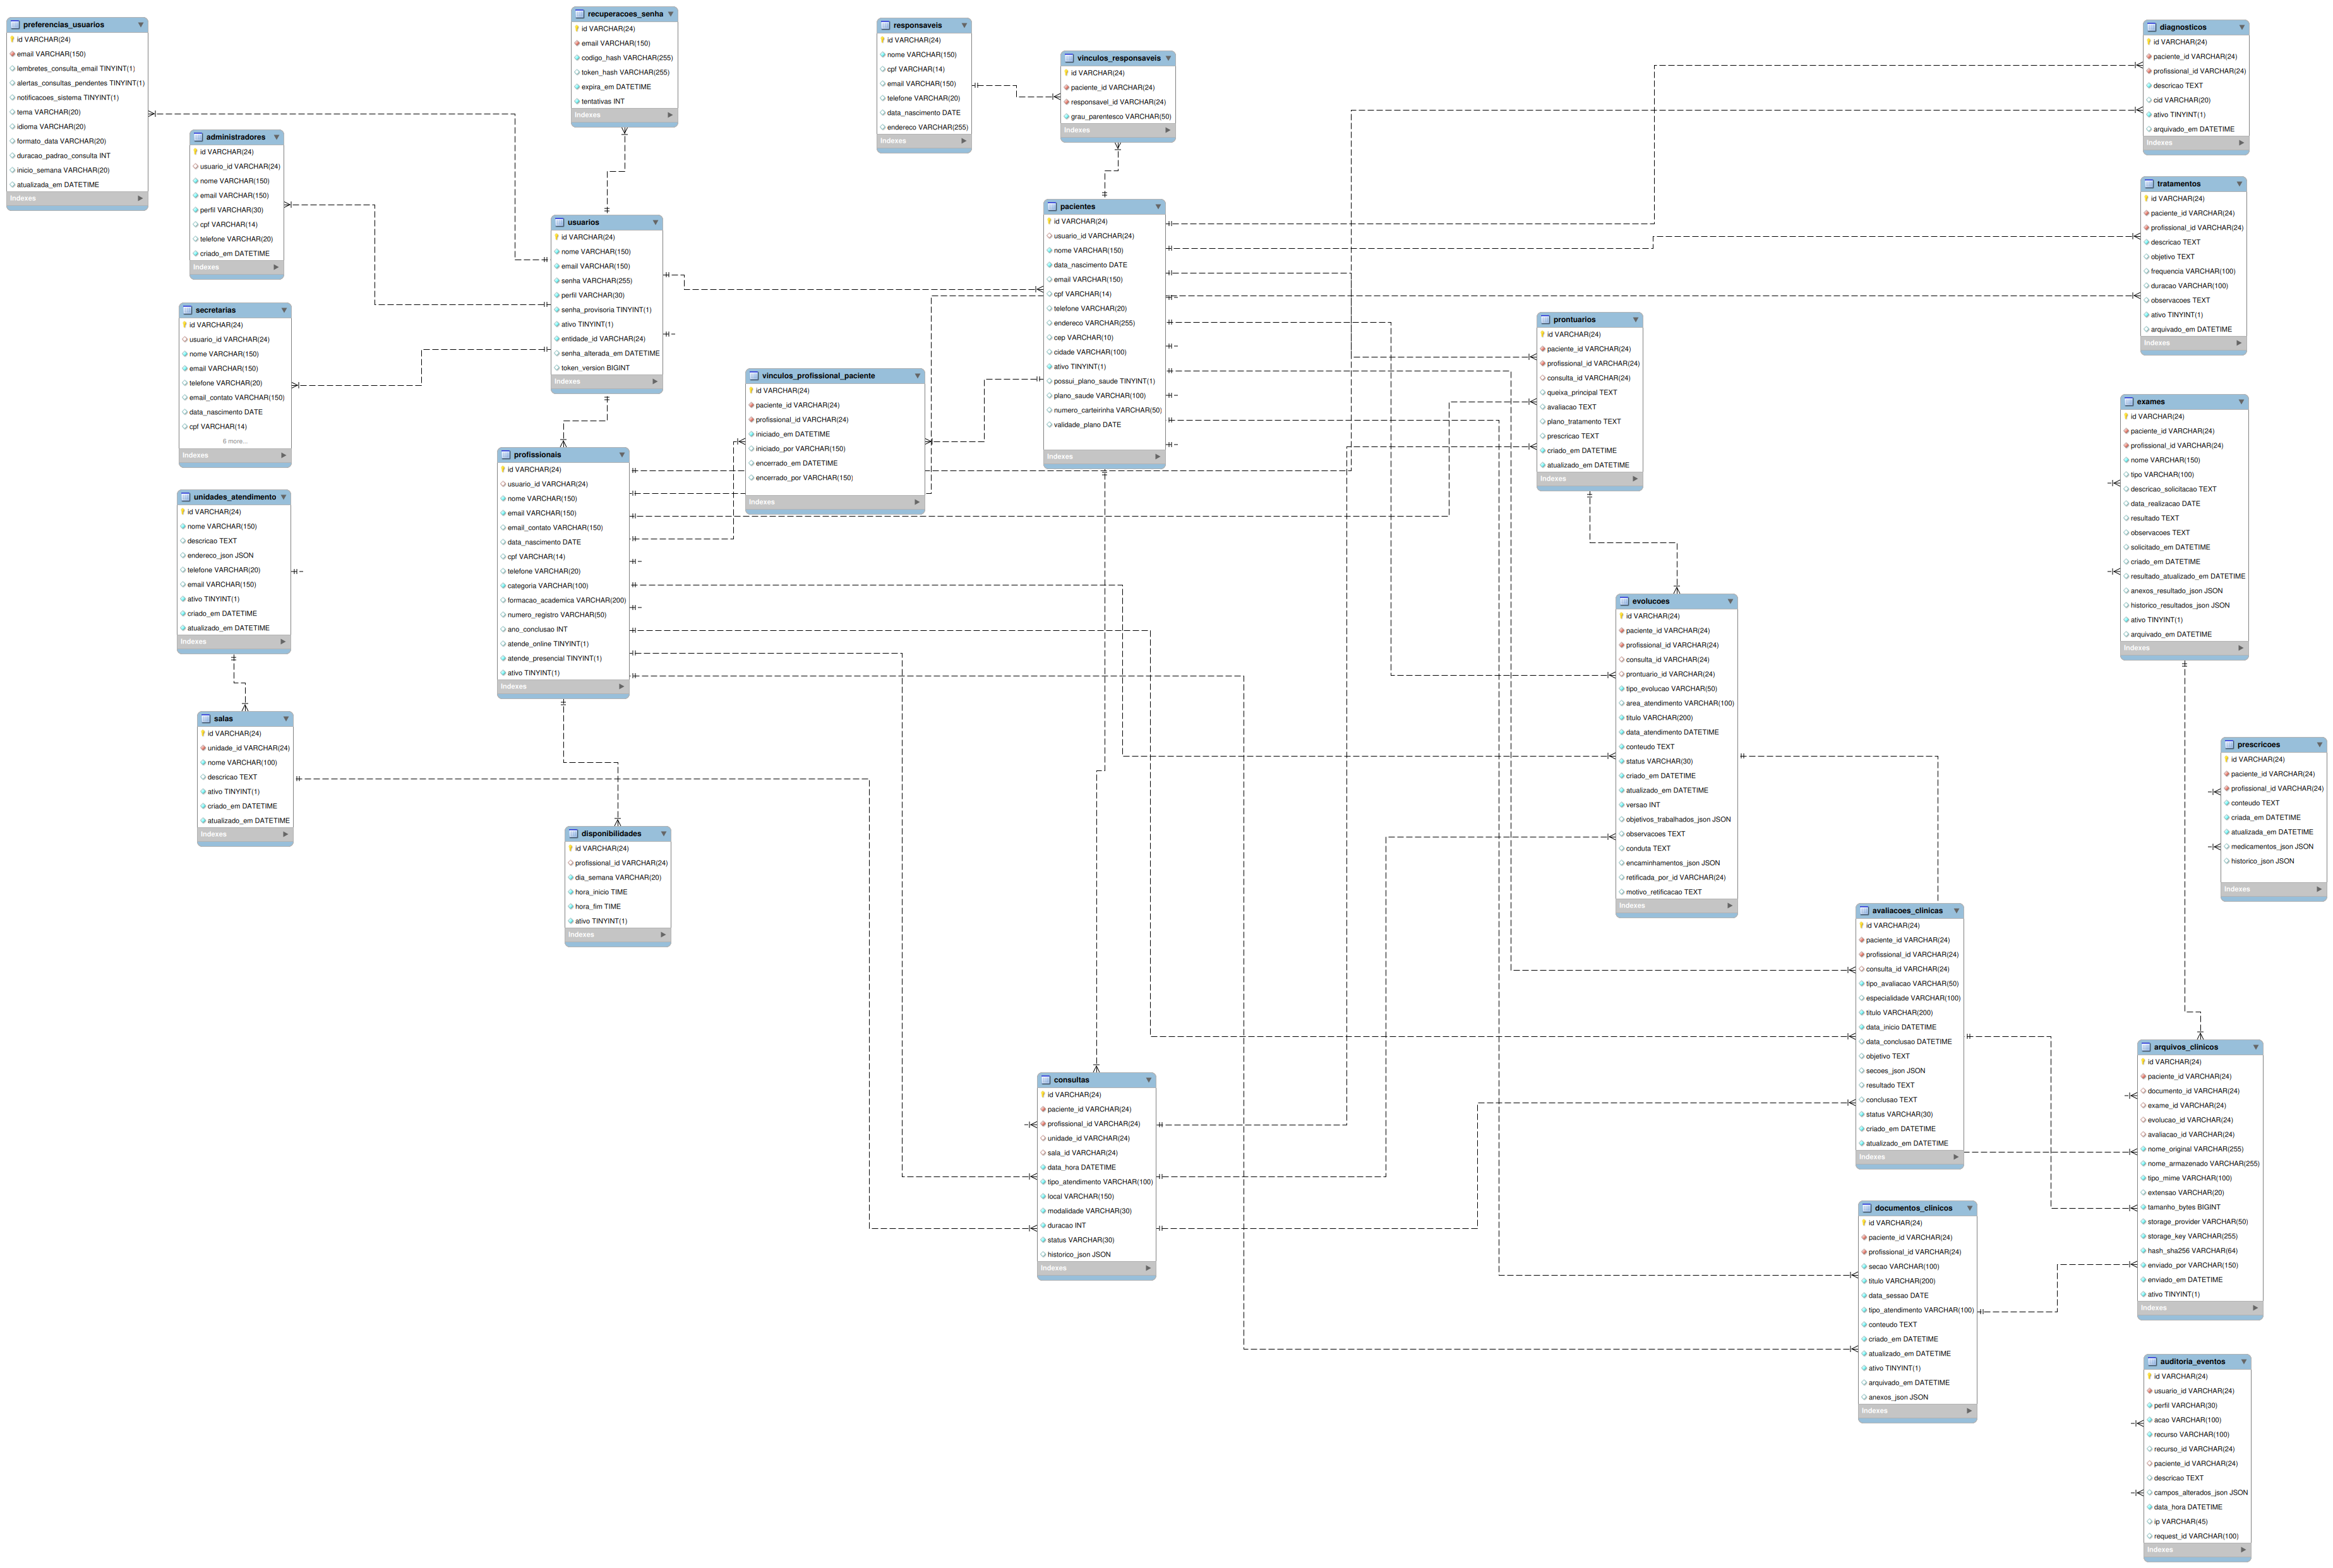 preferencias_usuarios
id VARCHAR(24)
email VARCHAR(150)
lembretes_consulta_email TINYINT(1)
alertas_consultas_pendentes TINYINT(1)
notificacoes_sistema TINYINT(1)
tema VARCHAR(20)
idioma VARCHAR(20)
formato_data VARCHAR(20)
duracao_padrao_consulta INT
inicio_semana VARCHAR(20)
atualizada_em DATETIME
Indexes
administradores
id VARCHAR(24)
usuario_id VARCHAR(24)
nome VARCHAR(150)
email VARCHAR(150)
perfil VARCHAR(30)
cpf VARCHAR(14)
telefone VARCHAR(20)
criado_em DATETIME
Indexes
secretarias
id VARCHAR(24)
usuario_id VARCHAR(24)
nome VARCHAR(150)
email VARCHAR(150)
telefone VARCHAR(20)
email_contato VARCHAR(150)
data_nascimento DATE
cpf VARCHAR(14)
6 more...
Indexes
unidades_atendimento
id VARCHAR(24)
nome VARCHAR(150)
descricao TEXT
endereco_json JSON
telefone VARCHAR(20)
email VARCHAR(150)
ativo TINYINT(1)
criado_em DATETIME
atualizado_em DATETIME
Indexes
salas
id VARCHAR(24)
unidade_id VARCHAR(24)
nome VARCHAR(100)
descricao TEXT
ativo TINYINT(1)
criado_em DATETIME
atualizado_em DATETIME
Indexes
recuperacoes_senha
id VARCHAR(24)
email VARCHAR(150)
codigo_hash VARCHAR(255)
token_hash VARCHAR(255)
expira_em DATETIME
tentativas INT
Indexes
usuarios
id VARCHAR(24)
nome VARCHAR(150)
email VARCHAR(150)
senha VARCHAR(255)
perfil VARCHAR(30)
senha_provisoria TINYINT(1)
ativo TINYINT(1)
entidade_id VARCHAR(24)
senha_alterada_em DATETIME
token_version BIGINT
Indexes
profissionais
id VARCHAR(24)
usuario_id VARCHAR(24)
nome VARCHAR(150)
email VARCHAR(150)
email_contato VARCHAR(150)
data_nascimento DATE
cpf VARCHAR(14)
telefone VARCHAR(20)
categoria VARCHAR(100)
formacao_academica VARCHAR(200)
numero_registro VARCHAR(50)
ano_conclusao INT
atende_online TINYINT(1)
atende_presencial TINYINT(1)
ativo TINYINT(1)
Indexes
disponibilidades
id VARCHAR(24)
profissional_id VARCHAR(24)
dia_semana VARCHAR(20)
hora_inicio TIME
hora_fim TIME
ativo TINYINT(1)
Indexes
vinculos_profissional_paciente
id VARCHAR(24)
paciente_id VARCHAR(24)
profissional_id VARCHAR(24)
iniciado_em DATETIME
iniciado_por VARCHAR(150)
encerrado_em DATETIME
encerrado_por VARCHAR(150)
Indexes
responsaveis
id VARCHAR(24)
nome VARCHAR(150)
cpf VARCHAR(14)
email VARCHAR(150)
telefone VARCHAR(20)
data_nascimento DATE
endereco VARCHAR(255)
Indexes
vinculos_responsaveis
id VARCHAR(24)
paciente_id VARCHAR(24)
responsavel_id VARCHAR(24)
grau_parentesco VARCHAR(50)
Indexes
pacientes
id VARCHAR(24)
usuario_id VARCHAR(24)
nome VARCHAR(150)
data_nascimento DATE
email VARCHAR(150)
cpf VARCHAR(14)
telefone VARCHAR(20)
endereco VARCHAR(255)
cep VARCHAR(10)
cidade VARCHAR(100)
ativo TINYINT(1)
possui_plano_saude TINYINT(1)
plano_saude VARCHAR(100)
numero_carteirinha VARCHAR(50)
validade_plano DATE
Indexes
consultas
id VARCHAR(24)
paciente_id VARCHAR(24)
profissional_id VARCHAR(24)
unidade_id VARCHAR(24)
sala_id VARCHAR(24)
data_hora DATETIME
tipo_atendimento VARCHAR(100)
local VARCHAR(150)
modalidade VARCHAR(30)
duracao INT
status VARCHAR(30)
historico_json JSON
Indexes
prontuarios
id VARCHAR(24)
paciente_id VARCHAR(24)
profissional_id VARCHAR(24)
consulta_id VARCHAR(24)
queixa_principal TEXT
avaliacao TEXT
plano_tratamento TEXT
prescricao TEXT
criado_em DATETIME
atualizado_em DATETIME
Indexes
evolucoes
id VARCHAR(24)
paciente_id VARCHAR(24)
profissional_id VARCHAR(24)
consulta_id VARCHAR(24)
prontuario_id VARCHAR(24)
tipo_evolucao VARCHAR(50)
area_atendimento VARCHAR(100)
titulo VARCHAR(200)
data_atendimento DATETIME
conteudo TEXT
status VARCHAR(30)
criado_em DATETIME
atualizado_em DATETIME
versao INT
objetivos_trabalhados_json JSON
observacoes TEXT
conduta TEXT
encaminhamentos_json JSON
retificada_por_id VARCHAR(24)
motivo_retificacao TEXT
Indexes
avaliacoes_clinicas
id VARCHAR(24)
paciente_id VARCHAR(24)
profissional_id VARCHAR(24)
consulta_id VARCHAR(24)
tipo_avaliacao VARCHAR(50)
especialidade VARCHAR(100)
titulo VARCHAR(200)
data_inicio DATETIME
data_conclusao DATETIME
objetivo TEXT
secoes_json JSON
resultado TEXT
conclusao TEXT
status VARCHAR(30)
criado_em DATETIME
atualizado_em DATETIME
Indexes
documentos_clinicos
id VARCHAR(24)
paciente_id VARCHAR(24)
profissional_id VARCHAR(24)
secao VARCHAR(100)
titulo VARCHAR(200)
data_sessao DATE
tipo_atendimento VARCHAR(100)
conteudo TEXT
criado_em DATETIME
atualizado_em DATETIME
ativo TINYINT(1)
arquivado_em DATETIME
anexos_json JSON
Indexes
diagnosticos
id VARCHAR(24)
paciente_id VARCHAR(24)
profissional_id VARCHAR(24)
descricao TEXT
cid VARCHAR(20)
ativo TINYINT(1)
arquivado_em DATETIME
Indexes
tratamentos
id VARCHAR(24)
paciente_id VARCHAR(24)
profissional_id VARCHAR(24)
descricao TEXT
objetivo TEXT
frequencia VARCHAR(100)
duracao VARCHAR(100)
observacoes TEXT
ativo TINYINT(1)
arquivado_em DATETIME
Indexes
exames
id VARCHAR(24)
paciente_id VARCHAR(24)
profissional_id VARCHAR(24)
nome VARCHAR(150)
tipo VARCHAR(100)
descricao_solicitacao TEXT
data_realizacao DATE
resultado TEXT
observacoes TEXT
solicitado_em DATETIME
criado_em DATETIME
resultado_atualizado_em DATETIME
anexos_resultado_json JSON
historico_resultados_json JSON
ativo TINYINT(1)
arquivado_em DATETIME
Indexes
prescricoes
id VARCHAR(24)
paciente_id VARCHAR(24)
profissional_id VARCHAR(24)
conteudo TEXT
criada_em DATETIME
atualizada_em DATETIME
medicamentos_json JSON
historico_json JSON
Indexes
arquivos_clinicos
id VARCHAR(24)
paciente_id VARCHAR(24)
documento_id VARCHAR(24)
exame_id VARCHAR(24)
evolucao_id VARCHAR(24)
avaliacao_id VARCHAR(24)
nome_original VARCHAR(255)
nome_armazenado VARCHAR(255)
tipo_mime VARCHAR(100)
extensao VARCHAR(20)
tamanho_bytes BIGINT
storage_provider VARCHAR(50)
storage_key VARCHAR(255)
hash_sha256 VARCHAR(64)
enviado_por VARCHAR(150)
enviado_em DATETIME
ativo TINYINT(1)
Indexes
auditoria_eventos
id VARCHAR(24)
usuario_id VARCHAR(24)
perfil VARCHAR(30)
acao VARCHAR(100)
recurso VARCHAR(100)
recurso_id VARCHAR(24)
paciente_id VARCHAR(24)
descricao TEXT
campos_alterados_json JSON
data_hora DATETIME
ip VARCHAR(45)
request_id VARCHAR(100)
Indexes